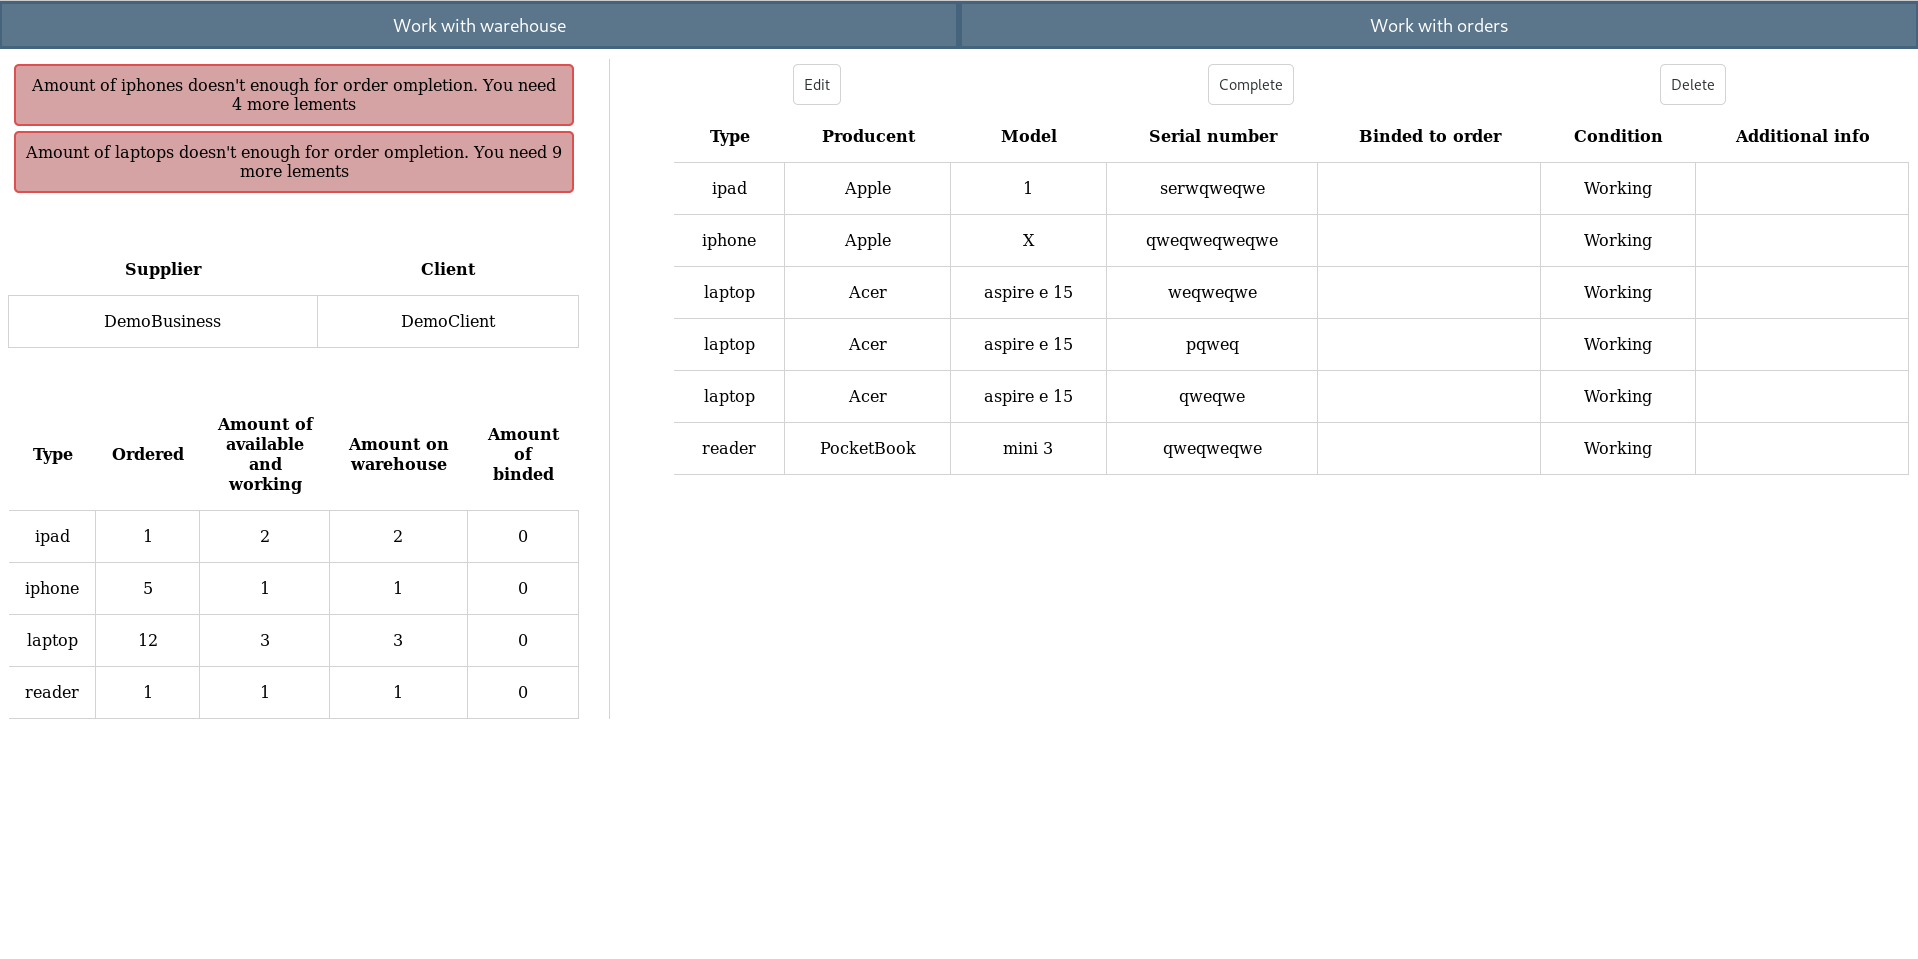 Work with warehouse
Work with orders
Amount of iphones doesn't enough for order ompletion. You need
4 more lements
Amount of laptops doesn't enough for order ompletion. You need 9
more lements
Supplier Client
DemoBusiness DemoClient
Type Ordered Amount of available and working Amount on warehouse Amount of binded
ipad 1 2 2 0
iphone 5 1 1 0
laptop 12 3 3 0
reader 1 1 1 0
Edit Complete Delete
Type Producent Model Serial number Binded to order Condition Additional info
ipad Apple 1 serwqweqwe Working
iphone Apple X qweqweqweqwe Working
laptop Acer aspire e 15 weqweqwe Working
laptop Acer aspire e 15 pqweq Working
laptop Acer aspire e 15 qweqwe Working
reader PocketBook mini 3 qweqweqwe Working